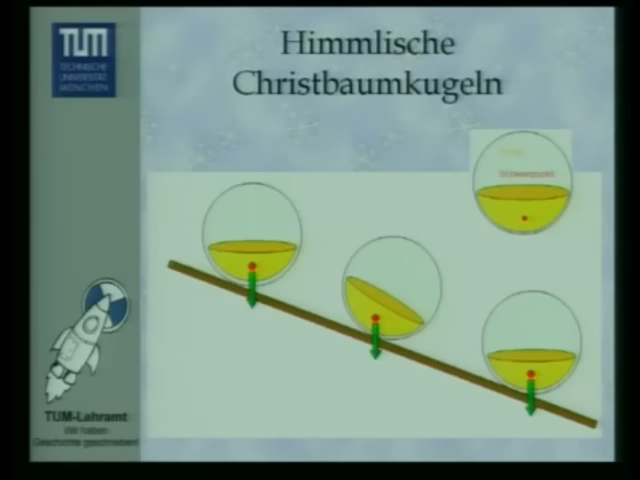 TUM
TECHNISCHE
UNIVERSITÄT
MÜNCHEN
Himmlische
Christbaumkugeln
Schwerpunkt
TUM-Lehramt
Wir haben
Geschichte geschrieben!